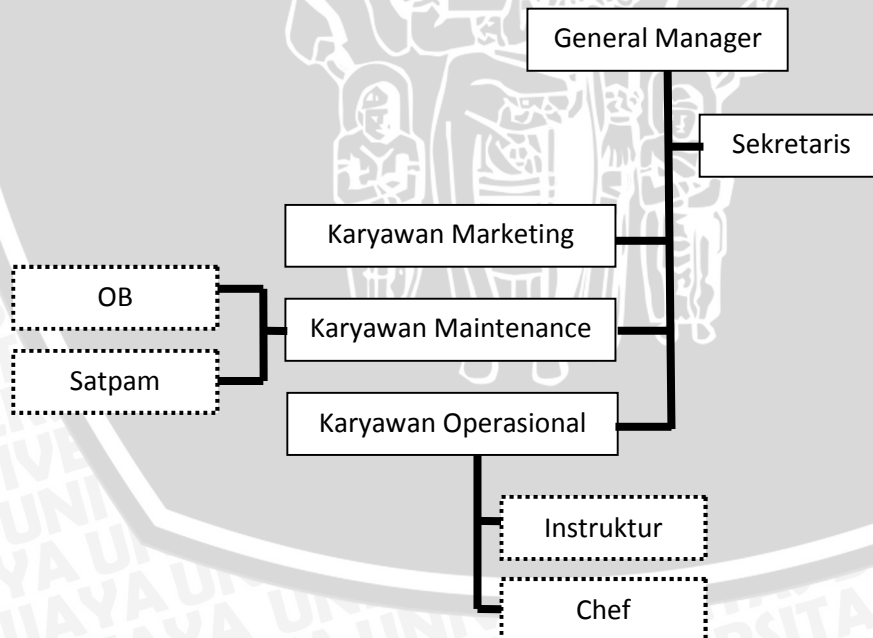 General Manager
Sekretaris
Karyawan Marketing
OB
Karyawan Maintenance
Satpam
Karyawan Operasional
Instruktur
Chef